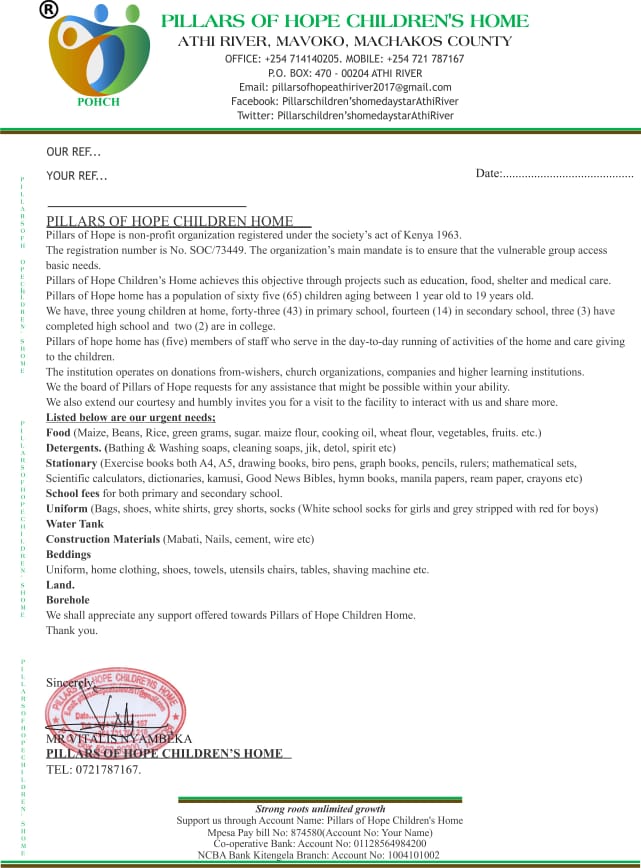 ®
PILLARS OF HOPE CHILDREN'S HOME
ATHI RIVER, MAVOKO, MACHAKOS COUNTY
OFFICE: +254 714140205. MOBILE: +254 721 787167
P.O. BOX: 470 - 00204 ATHI RIVER
Email: pillarsofhopeathiriver2017@gmail.com
Facebook: Pillarschildren'shomedaystarAthiRiver
Twitter: Pillarschildren'shomedaystarAthiRiver
POHCH
OUR REF...
YOUR REF...
Date:..........................................
PILLARS OF HOPE CHILDREN HOME
Pillars of Hope is non-profit organization registered under the society's act of Kenya 1963.
The registration number is No. SOC/73449. The organization's main mandate is to ensure that the vulnerable group access
basic needs.
Pillars of Hope Children's Home achieves this objective through projects such as education, food, shelter and medical care.
Pillars of Hope home has a population of sixty five (65) children aging between 1 year old to 19 years old.
We have, three young children at home, forty-three (43) in primary school, fourteen (14) in secondary school, three (3) have
completed high school and two (2) are in college.
Pillars of hope home has (five) members of staff who serve in the day-to-day running of activities of the home and care giving
to the children.
The institution operates on donations from-wishers, church organizations, companies and higher learning institutions.
We the board of Pillars of Hope requests for any assistance that might be possible within your ability.
We also extend our courtesy and humbly invites you for a visit to the facility to interact with us and share more.
Listed below are our urgent needs;
Food (Maize, Beans, Rice, green grams, sugar. maize flour, cooking oil, wheat flour, vegetables, fruits. etc.)
Detergents. (Bathing & Washing soaps, cleaning soaps, jik, detol, spirit etc)
Stationary (Exercise books both A4, A5, drawing books, biro pens, graph books, pencils, rulers; mathematical sets,
Scientific calculators, dictionaries, kamusi, Good News Bibles, hymn books, manila papers, ream paper, crayons etc)
School fees for both primary and secondary school.
Uniform (Bags, shoes, white shirts, grey shorts, socks (White school socks for girls and grey stripped with red for boys)
Water Tank
Construction Materials (Mabati, Nails, cement, wire etc)
Beddings
Uniform, home clothing, shoes, towels, utensils chairs, tables, shaving machine etc.
Land.
Borehole
We shall appreciate any support offered towards Pillars of Hope Children Home.
Thank you.
Sincerely,
PILLARS OF HOPE CHILDREN'S HOME
Date
MR VITALIS NYAMBEKA
PILLARS OF HOPE CHILDREN'S HOME
TEL: 0721787167.
Strong roots unlimited growth
Support us through Account Name: Pillars of Hope Children's Home
Mpesa Pay bill No: 874580(Account No: Your Name)
Co-operative Bank: Account No: 01128564984200
NCBA Bank Kitengela Branch: Account No: 1004101002